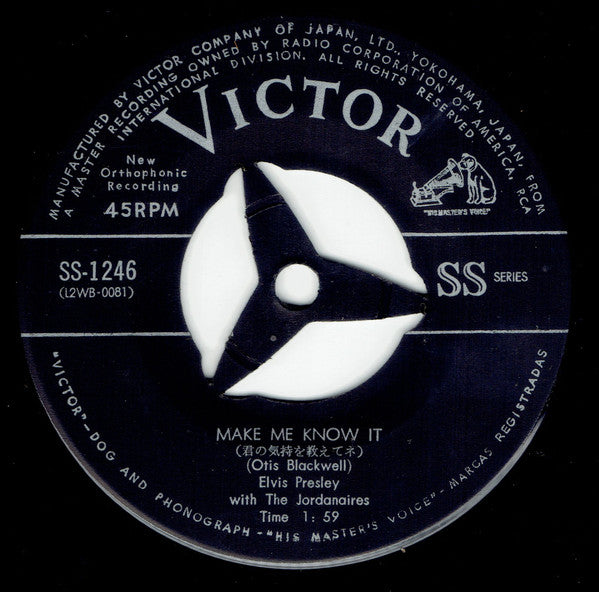 MANUFACTURED BY VICTOR COMPANY OF JAPAN, LTD., YOKOHAMA, JAPAN, FROM
A MASTER RECORDING OWNED BY RADIO CORPORATION OF AMERICA, RCA
INTERNATIONAL DIVISION. ALL RIGHTS RESERVED
VICTOR
New
Orthophonic
Recording
45RPM
"HIS MASTER'S VOICE"
SS-1246
(L2WB-0081)
SS SERIES
MAKE ME KNOW IT
(君の気持を教えてネ)
(Otis Blackwell)
Elvis Presley
with The Jordanaires
Time 1: 59
"VICTOR"-DOG AND PHONOGRAPH-"HIS MASTER'S VOICE"-MARCAS REGISTRADAS